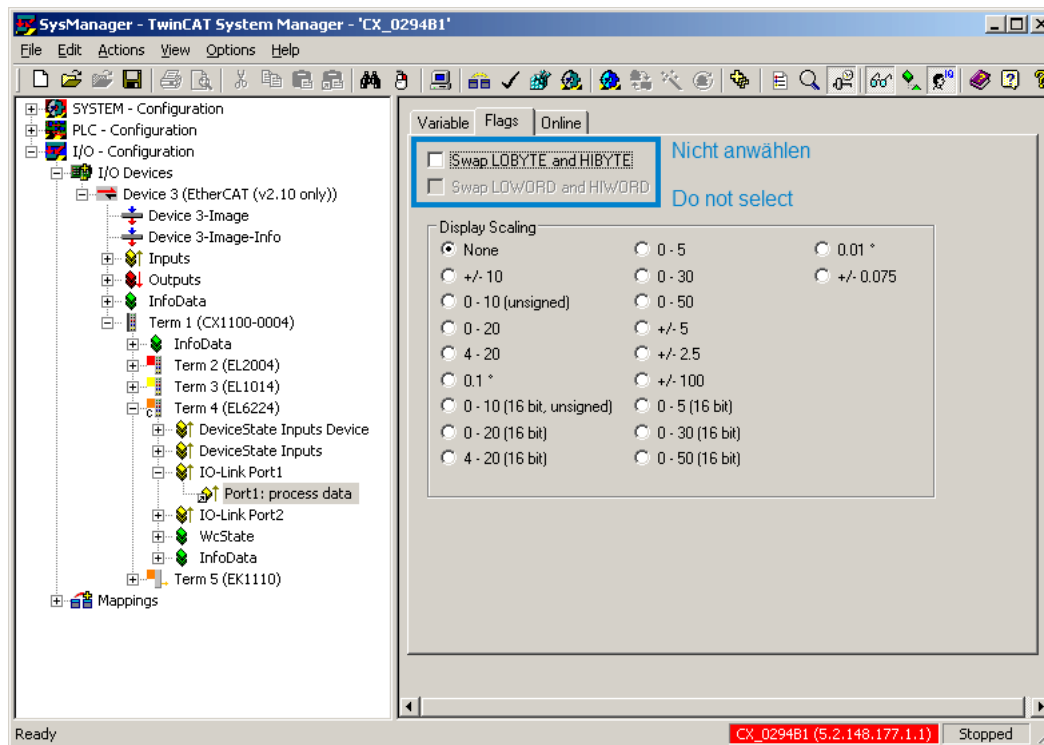 SysManager - TwinCAT System Manager - 'CX_0294B1'
File Edit Actions View Options Help
SYSTEM - Configuration
PLC - Configuration
I/O - Configuration
I/O Devices
Device 3 (EtherCAT (v2.10 only))
Device 3-Image
Device 3-Image-Info
Inputs
Outputs
InfoData
Term 1 (CX1100-0004)
InfoData
Term 2 (EL2004)
Term 3 (EL1014)
Term 4 (EL6224)
DeviceState Inputs Device
DeviceState Inputs
IO-Link Port1
Port1: process data
IO-Link Port2
WcState
InfoData
Term 5 (EK1110)
Mappings
Variable Flags Online
Swap LOBYTE and HIBYTE
Swap LOWORD and HIWORD
Nicht anwählen
Do not select
Display Scaling
None 0 - 5 0.01 °
+/- 10 0 - 30 +/- 0.075
0 - 10 (unsigned) 0 - 50
0 - 20 +/- 5
4 - 20 +/- 2.5
0.1 ° +/- 100
0 - 10 (16 bit, unsigned) 0 - 5 (16 bit)
0 - 20 (16 bit) 0 - 30 (16 bit)
4 - 20 (16 bit) 0 - 50 (16 bit)
Ready CX_0294B1 (5.2.148.177.1.1) Stopped